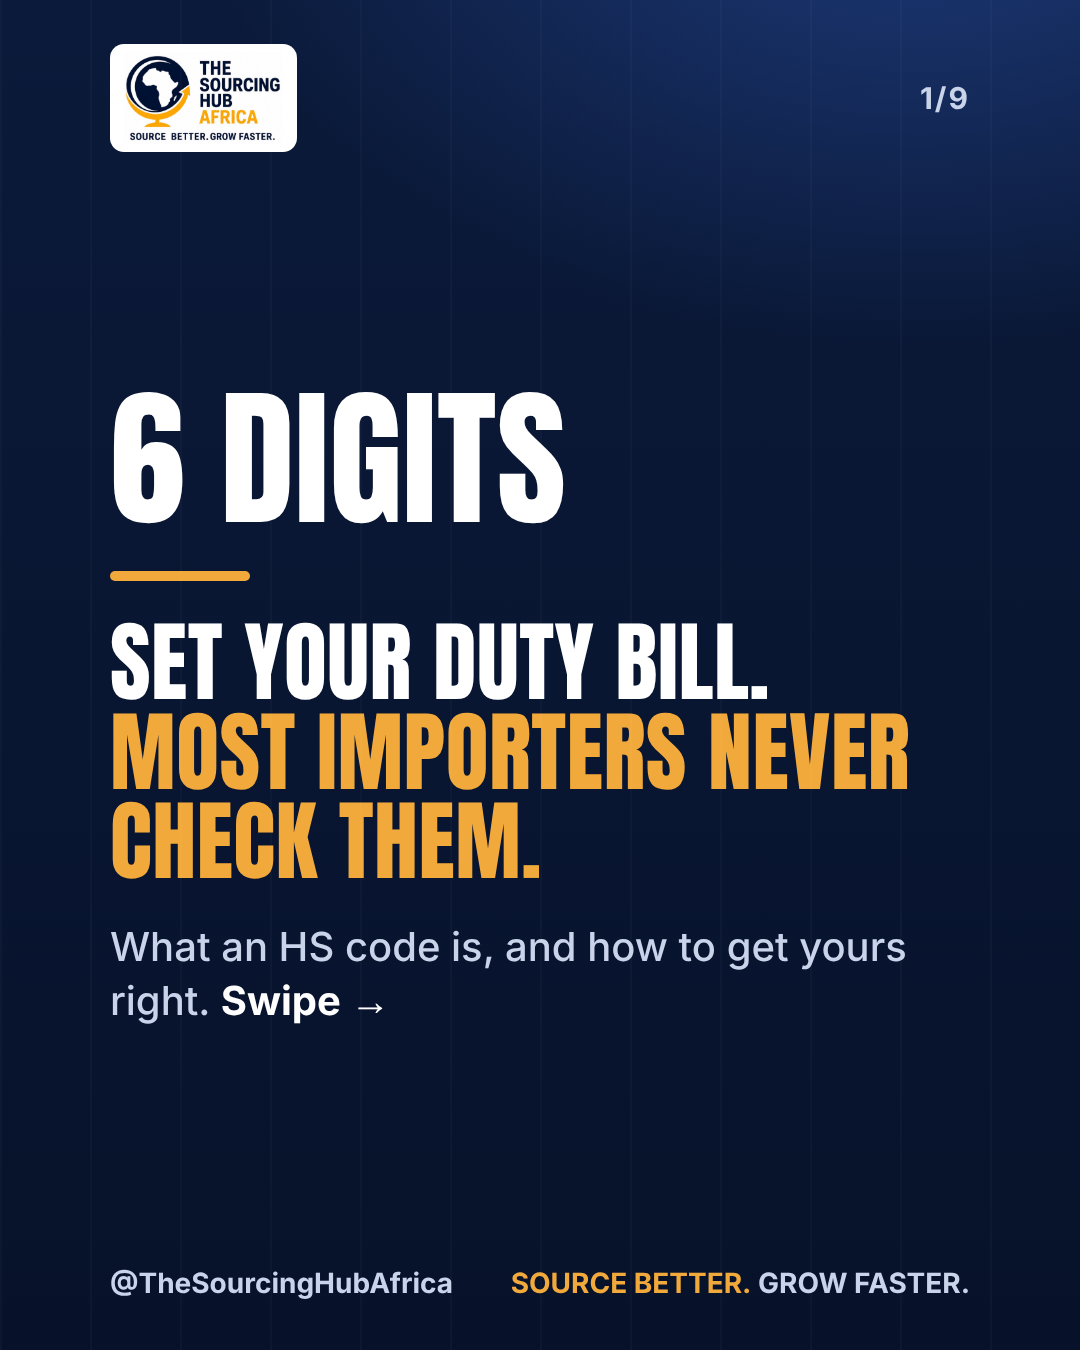 THE
SOURCING
HUB
AFRICA
SOURCE BETTER. GROW FASTER.
1/9
6 DIGITS
SET YOUR DUTY BILL.
MOST IMPORTERS NEVER
CHECK THEM.
What an HS code is, and how to get yours
right. Swipe →
@TheSourcingHubAfrica
SOURCE BETTER. GROW FASTER.